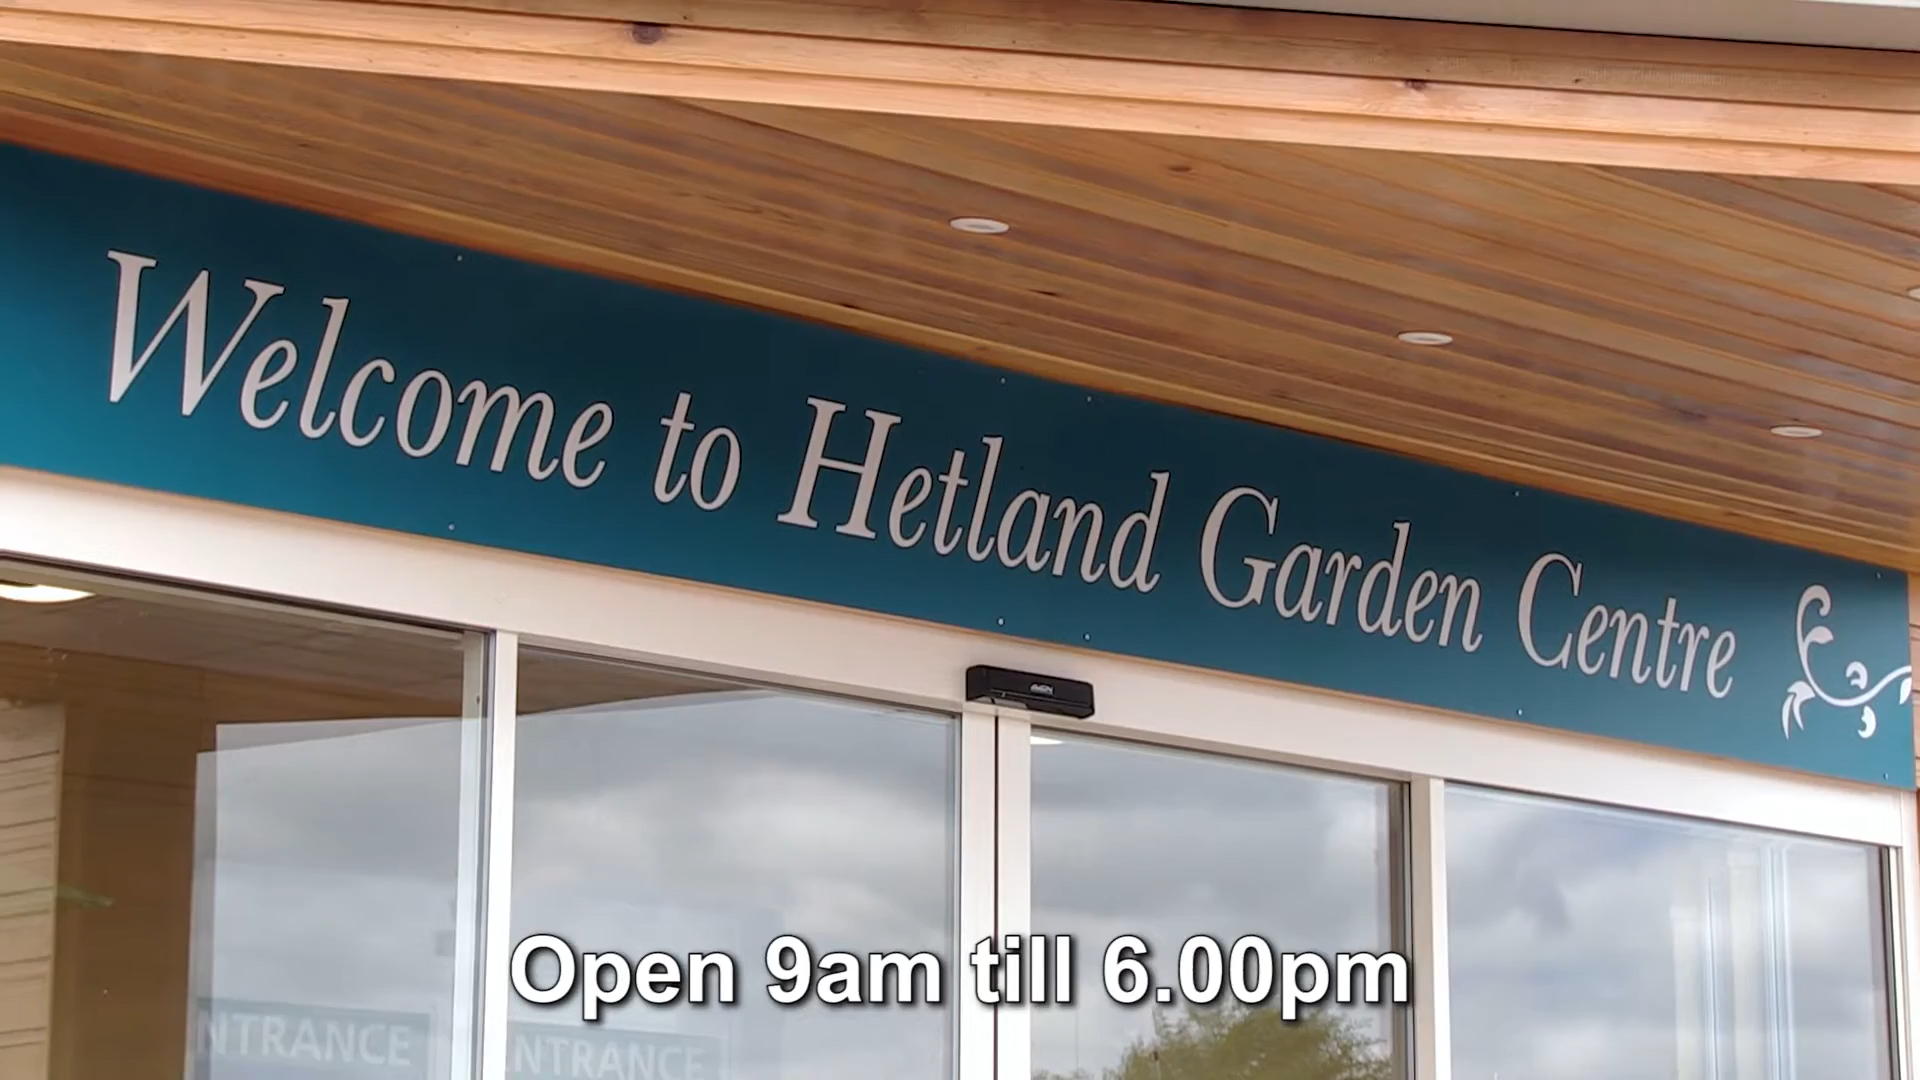 Welcome to Hetland Garden Centre
Open 9am till 6.00pm
NTRANCE
NTRANCE